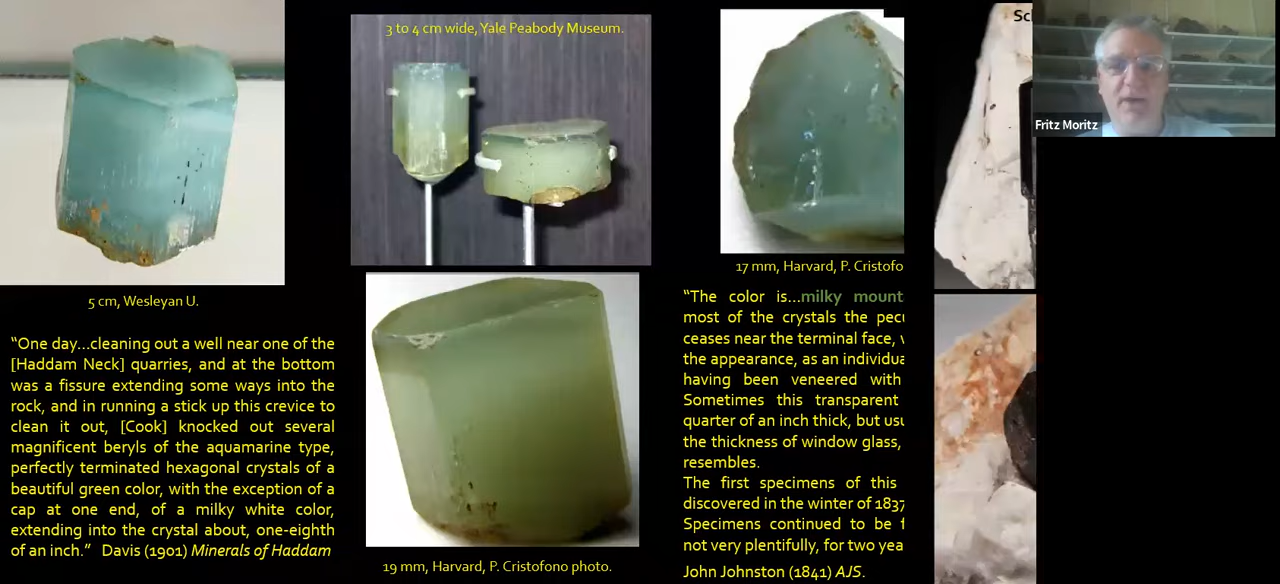 3 to 4 cm wide, Yale Peabody Museum.
5 cm, Wesleyan U.
“One day...cleaning out a well near one of the
[Haddam Neck] quarries, and at the bottom
was a fissure extending some ways into the
rock, and in running a stick up this crevice to
clean it out, [Cook] knocked out several
magnificent beryls of the aquamarine type,
perfectly terminated hexagonal crystals of a
beautiful green color, with the exception of a
cap at one end, of a milky white color,
extending into the crystal about, one-eighth
of an inch.” Davis (1901) Minerals of Haddam
19 mm, Harvard, P. Cristofono photo.
17 mm, Harvard, P. Cristofo
“The color is...milky mount
most of the crystals the pecu
ceases near the terminal face,
the appearance, as an individua
having been veneered with
Sometimes this transparent
quarter of an inch thick, but usu
the thickness of window glass,
resembles.
The first specimens of this
discovered in the winter of 1837
Specimens continued to be f
not very plentifully, for two yea
John Johnston (1841) AJS.
Sci
Fritz Moritz